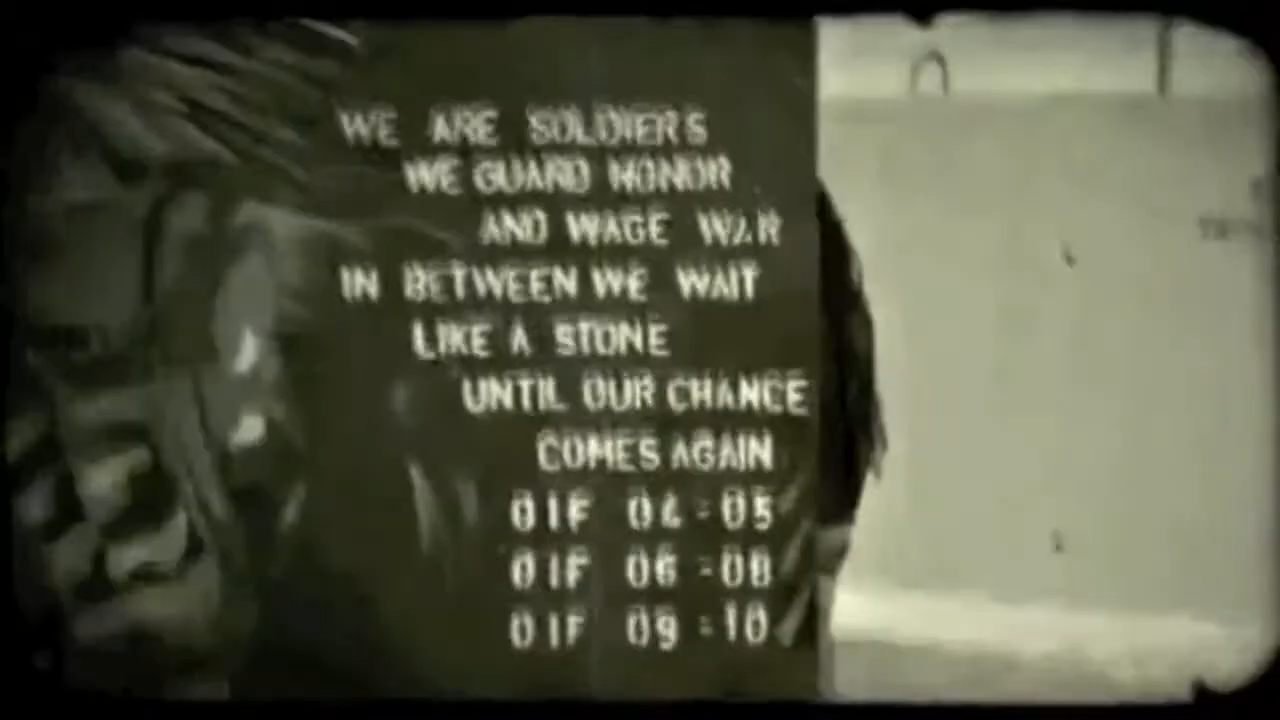 WE ARE SOLDIERS
WE GUARD HONOR
AND WAGE WAR
IN BETWEEN WE WAIT
LIKE A STONE
UNTIL OUR CHANCE
COMES AGAIN
OIF 04-05
OIF 06-08
OIF 09-10